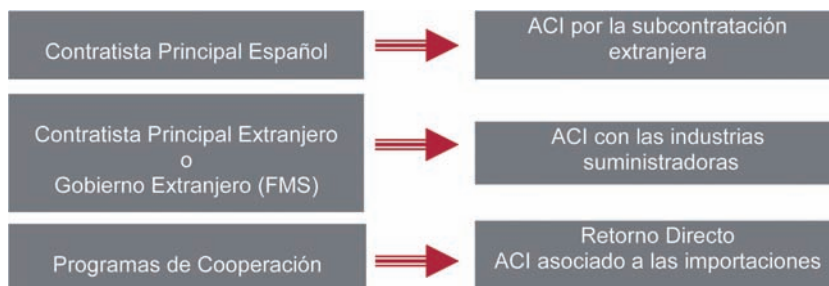 Contratista Principal Español
ACI por la subcontratación
extranjera
Contratista Principal Extranjero
o
Gobierno Extranjero (FMS)
ACI con las industrias
suministradoras
Programas de Cooperación
Retorno Directo
ACI asociado a las importaciones